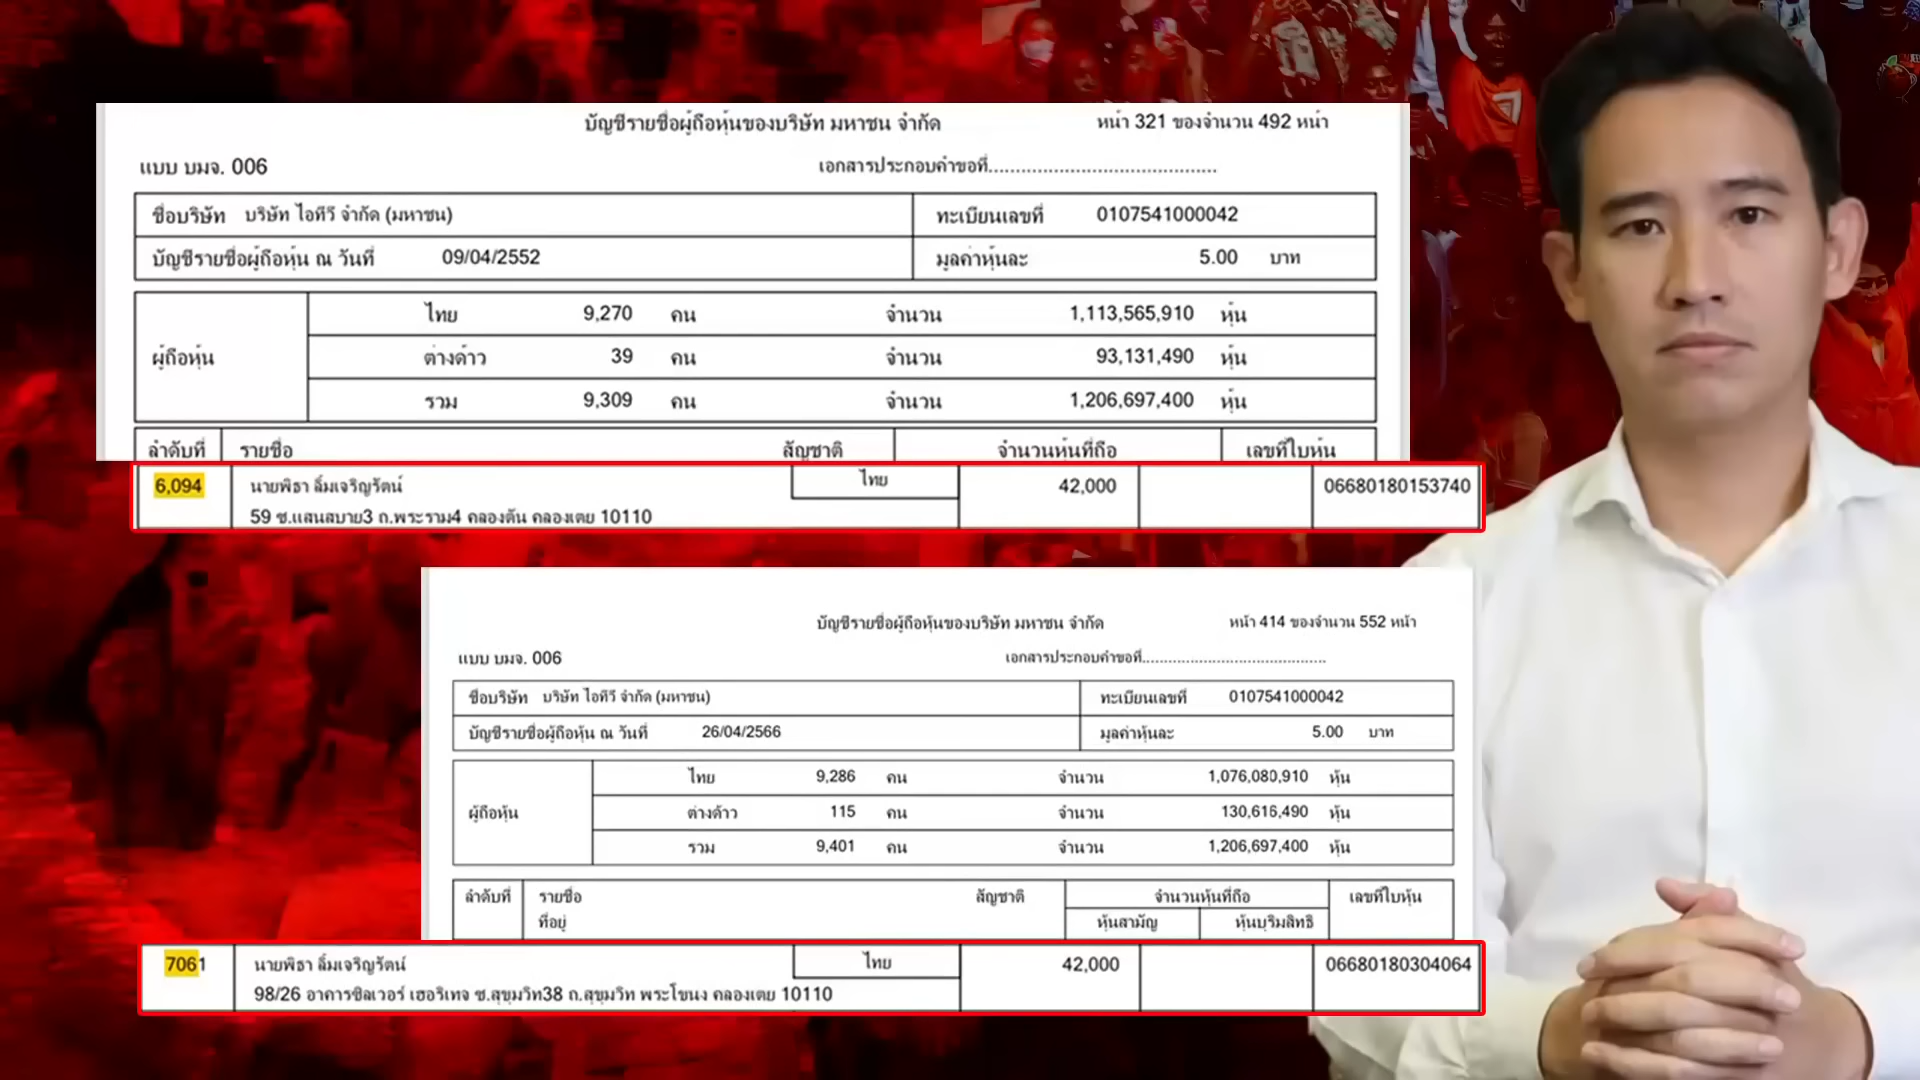 บัญชีรายชื่อผู้ถือหุ้นของบริษัท มหาชน จำกัด หน้า 321 ของจำนวน 492 หน้า
แบบ บมจ. 006 เอกสารประกอบคำขอที่..........................................
ชื่อบริษัท บริษัท ไอทีวี จำกัด (มหาชน) ทะเบียนเลขที่ 0107541000042
บัญชีรายชื่อผู้ถือหุ้น ณ วันที่ 09/04/2552 มูลค่าหุ้นละ 5.00 บาท
ไทย 9,270 คน จำนวน 1,113,565,910 หุ้น
ผู้ถือหุ้น ต่างด้าว 39 คน จำนวน 93,131,490 หุ้น
รวม 9,309 คน จำนวน 1,206,697,400 หุ้น
ลำดับที่ รายชื่อ สัญชาติ จำนวนหุ้นที่ถือ เลขที่ใบหุ้น
6,094 นายพิธา ลิ้มเจริญรัตน์ ไทย 42,000 06680180153740
59 ซ.แสนสบาย3 ถ.พระราม4 คลองตัน คลองเตย 10110
บัญชีรายชื่อผู้ถือหุ้นของบริษัท มหาชน จำกัด หน้า 414 ของจำนวน 552 หน้า
แบบ บมจ. 006 เอกสารประกอบคำขอที่..........................................
ชื่อบริษัท บริษัท ไอทีวี จำกัด (มหาชน) ทะเบียนเลขที่ 0107541000042
บัญชีรายชื่อผู้ถือหุ้น ณ วันที่ 26/04/2566 มูลค่าหุ้นละ 5.00 บาท
ไทย 9,286 คน จำนวน 1,076,080,910 หุ้น
ผู้ถือหุ้น ต่างด้าว 115 คน จำนวน 130,616,490 หุ้น
รวม 9,401 คน จำนวน 1,206,697,400 หุ้น
ลำดับที่ รายชื่อ สัญชาติ จำนวนหุ้นที่ถือ เลขที่ใบหุ้น
ที่อยู่ หุ้นสามัญ หุ้นบุริมสิทธิ
7061 นายพิธา ลิ้มเจริญรัตน์ ไทย 42,000 06680180304064
98/26 อาคารซิลเวอร์ เฮอริเทจ ซ.สุขุมวิท38 ถ.สุขุมวิท พระโขนง คลองเตย 10110